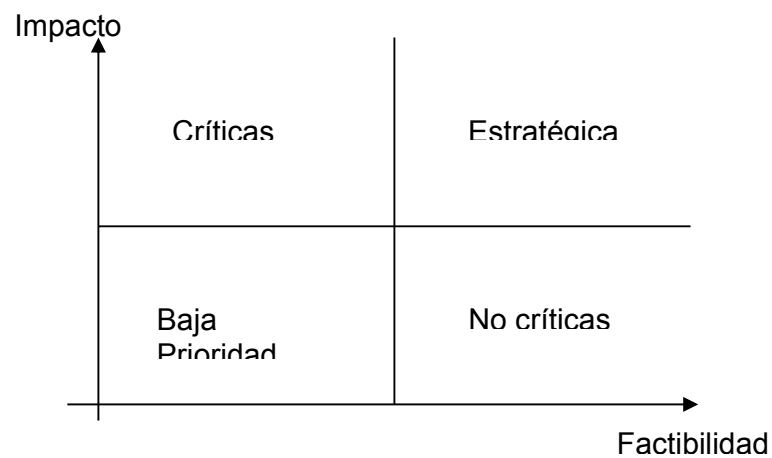 Impacto
Críticas
Estratégica
Baja
Prioridad
No críticas
Factibilidad